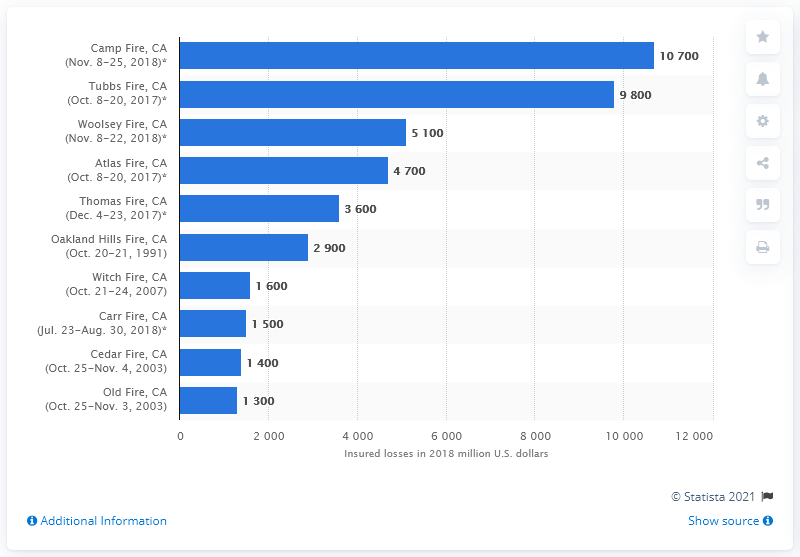 Camp Fire, CA
(Nov. 8-25, 2018)*
10 700
Tubbs Fire, CA
(Oct. 8-20, 2017)*
9 800
Woolsey Fire, CA
(Nov. 8-22, 2018)*
5 100
Atlas Fire, CA
(Oct. 8-20, 2017)*
4 700
Thomas Fire, CA
(Dec. 4-23, 2017)*
3 600
Oakland Hills Fire, CA
(Oct. 20-21, 1991)
2 900
Witch Fire, CA
(Oct. 21-24, 2007)
1 600
Carr Fire, CA
(Jul. 23-Aug. 30, 2018)*
1 500
Cedar Fire, CA
(Oct. 25-Nov. 4, 2003)
1 400
Old Fire, CA
(Oct. 25-Nov. 3, 2003)
1 300
0 2 000 4 000 6 000 8 000 10 000 12 000
Insured losses in 2018 million U.S. dollars
© Statista 2021
Additional Information
Show source